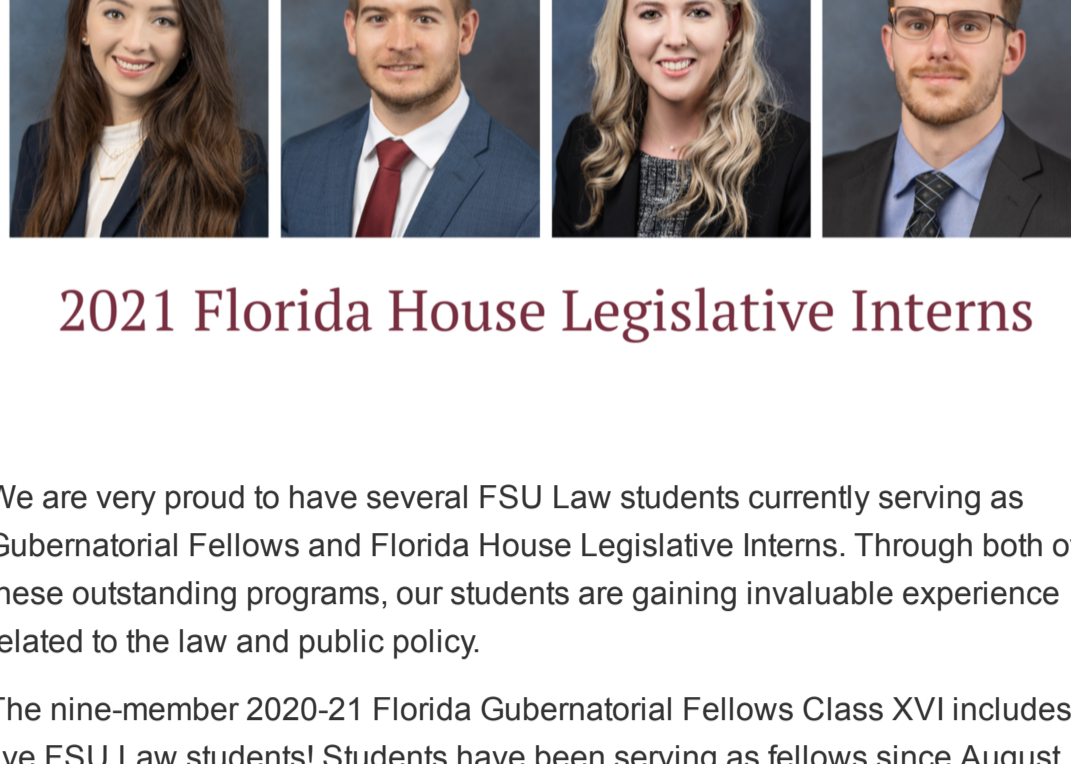 2021 Florida House Legislative Interns
We are very proud to have several FSU Law students currently serving as
Gubernatorial Fellows and Florida House Legislative Interns. Through both of
these outstanding programs, our students are gaining invaluable experience
related to the law and public policy.
The nine-member 2020-21 Florida Gubernatorial Fellows Class XVI includes
five FSU Law students! Students have been serving as fellows since August